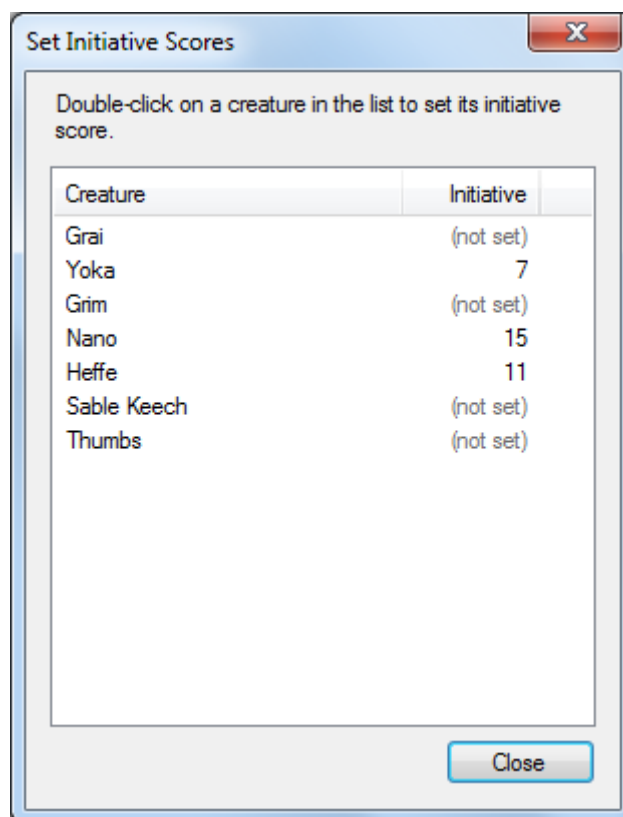 Set Initiative Scores
Double-click on a creature in the list to set its initiative
score.
Creature Initiative
Grai (not set)
Yoka 7
Grim (not set)
Nano 15
Heffe 11
Sable Keech (not set)
Thumbs (not set)
Close